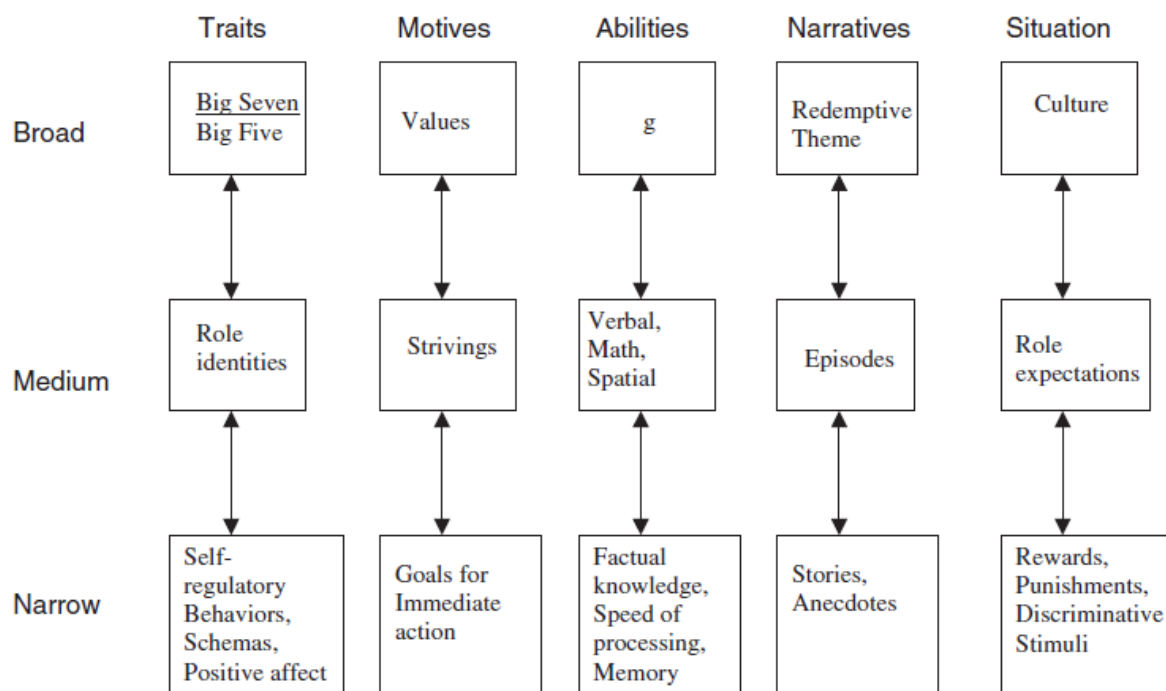 Traits
Motives
Abilities
Narratives
Situation
Broad
Big Seven
Big Five
Values
g
Redemptive
Theme
Culture
Medium
Role
identities
Strivings
Verbal,
Math,
Spatial
Episodes
Role
expectations
Narrow
Self-
regulatory
Behaviors,
Schemas,
Positive affect
Goals for
Immediate
action
Factual
knowledge,
Speed of
processing,
Memory
Stories,
Anecdotes
Rewards,
Punishments,
Discriminative
Stimuli